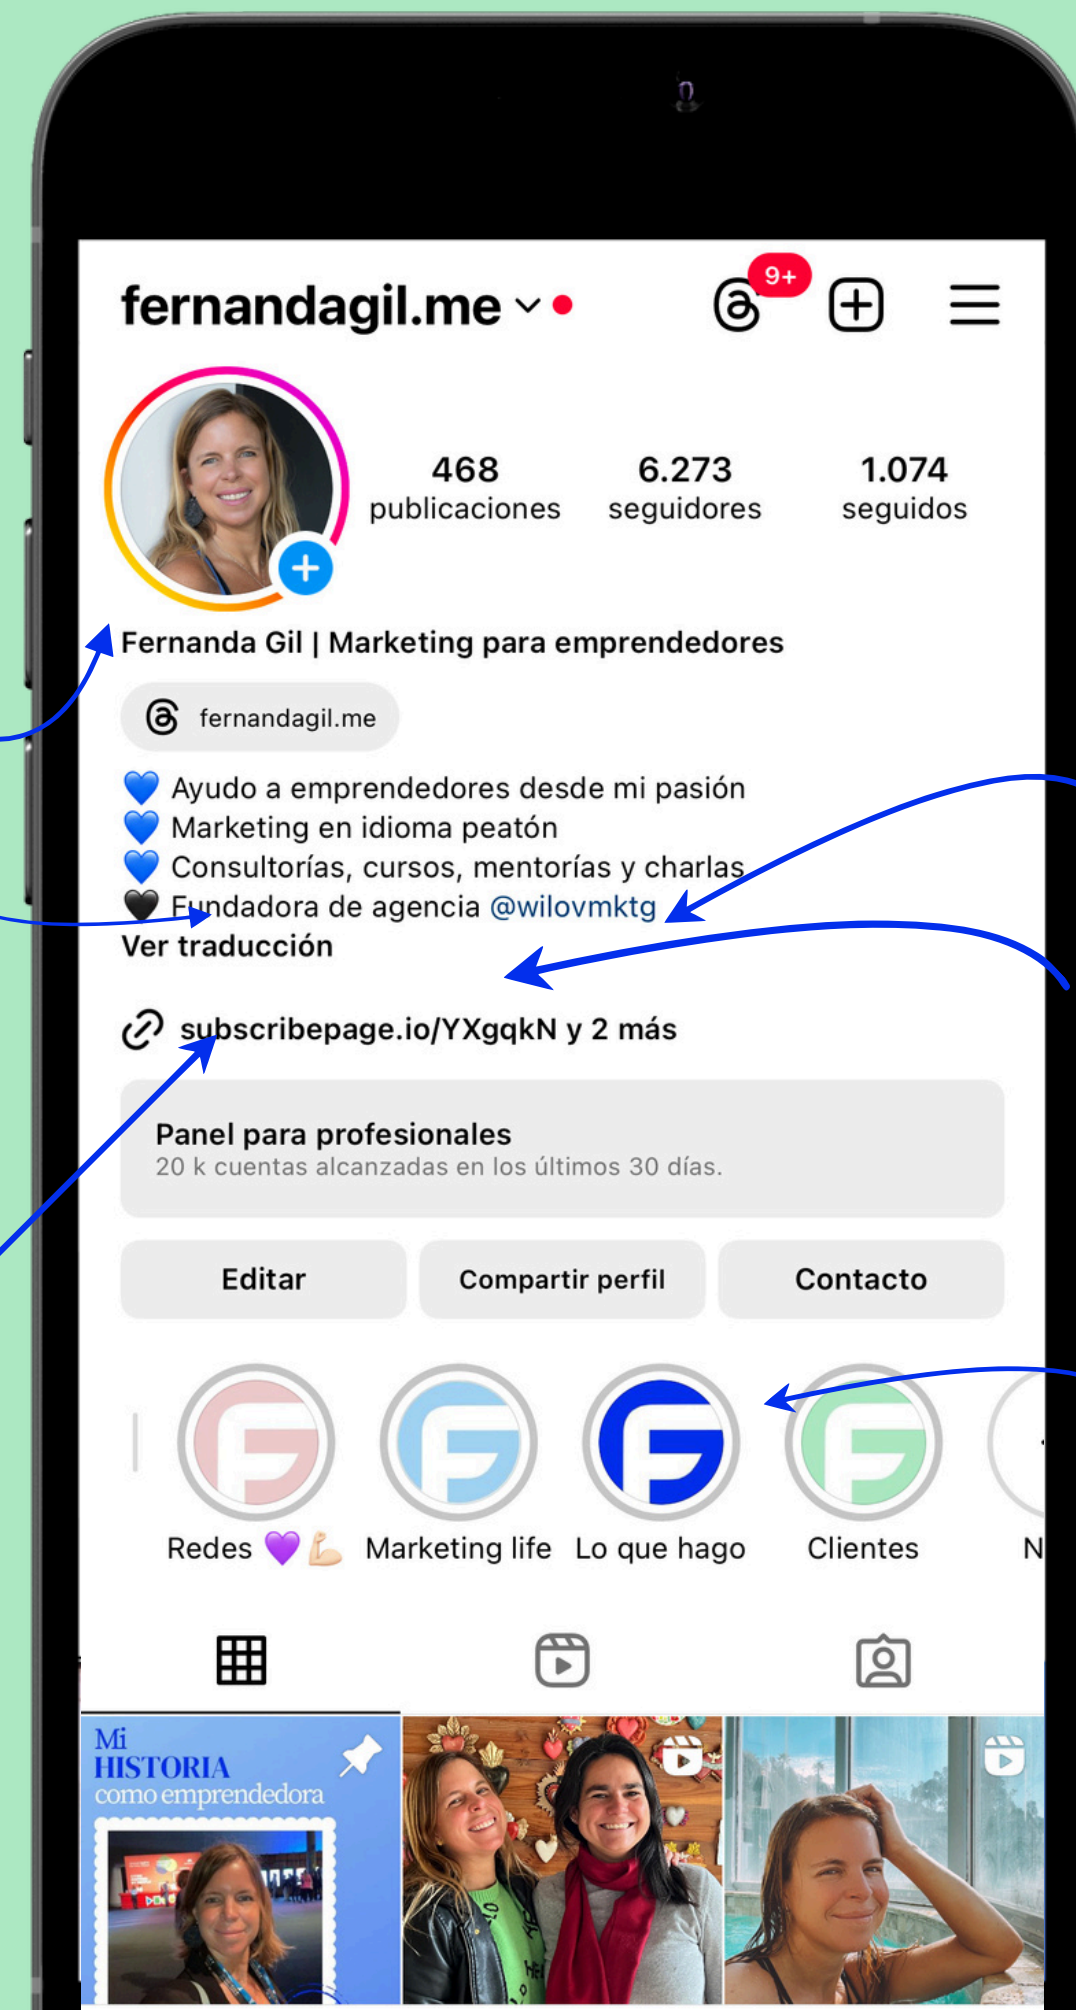 fernandagil.me
9+
468
publicaciones
6.273
seguidores
1.074
seguidos
Fernanda Gil | Marketing para emprendedores
fernandagil.me
💙 Ayudo a emprendedores desde mi pasión
💙 Marketing en idioma peatón
💙 Consultorías, cursos, mentorías y charlas
🖤 Fundadora de agencia @wilovmktg
Ver traducción
subscribepage.io/YXgqkN y 2 más
Panel para profesionales
20 k cuentas alcanzadas en los últimos 30 días.
Editar
Compartir perfil
Contacto
Redes 💜💪🏻
Marketing life
Lo que hago
Clientes
N
Mi
HISTORIA
como emprendedora